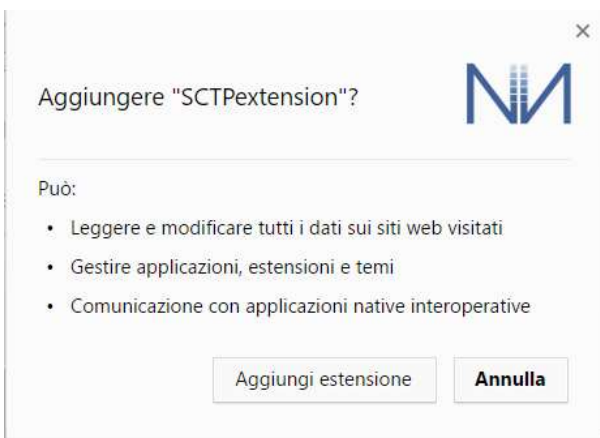 Aggiungere "SCTPextension"?
Può:
• Leggere e modificare tutti i dati sui siti web visitati
• Gestire applicazioni, estensioni e temi
• Comunicazione con applicazioni native interoperative
Aggiungi estensione Annulla